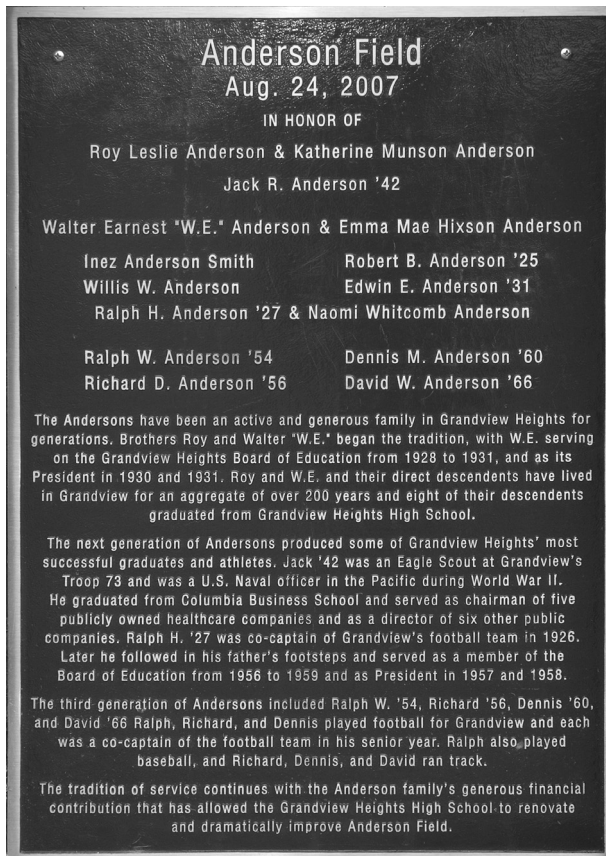 Anderson Field
Aug. 24, 2007
IN HONOR OF
Roy Leslie Anderson & Katherine Munson Anderson
Jack R. Anderson '42
Walter Earnest "W.E." Anderson & Emma Mae Hixson Anderson
Inez Anderson Smith Robert B. Anderson '25
Willis W. Anderson Edwin E. Anderson '31
Ralph H. Anderson '27 & Naomi Whitcomb Anderson
Ralph W. Anderson '54 Dennis M. Anderson '60
Richard D. Anderson '56 David W. Anderson '66
The Andersons have been an active and generous family in Grandview Heights for
generations. Brothers Roy and Walter "W.E." began the tradition, with W.E. serving
on the Grandview Heights Board of Education from 1928 to 1931, and as its
President in 1930 and 1931. Roy and W.E. and their direct descendents have lived
in Grandview for an aggregate of over 200 years and eight of their descendents
graduated from Grandview Heights High School.
The next generation of Andersons produced some of Grandview Heights' most
successful graduates and athletes. Jack '42 was an Eagle Scout at Grandview's
Troop 73 and was a U.S. Naval officer in the Pacific during World War II.
He graduated from Columbia Business School and served as chairman of five
publicly owned healthcare companies and as a director of six other public
companies. Ralph H. '27 was co-captain of Grandview's football team in 1926.
Later he followed in his father's footsteps and served as a member of the
Board of Education from 1956 to 1959 and as President in 1957 and 1958.
The third generation of Andersons included Ralph W. '54, Richard '56, Dennis '60,
and David '66 Ralph, Richard, and Dennis played football for Grandview and each
was a co-captain of the football team in his senior year. Ralph also played
baseball, and Richard, Dennis, and David ran track.
The tradition of service continues with the Anderson family's generous financial
contribution that has allowed the Grandview Heights High School to renovate
and dramatically improve Anderson Field.